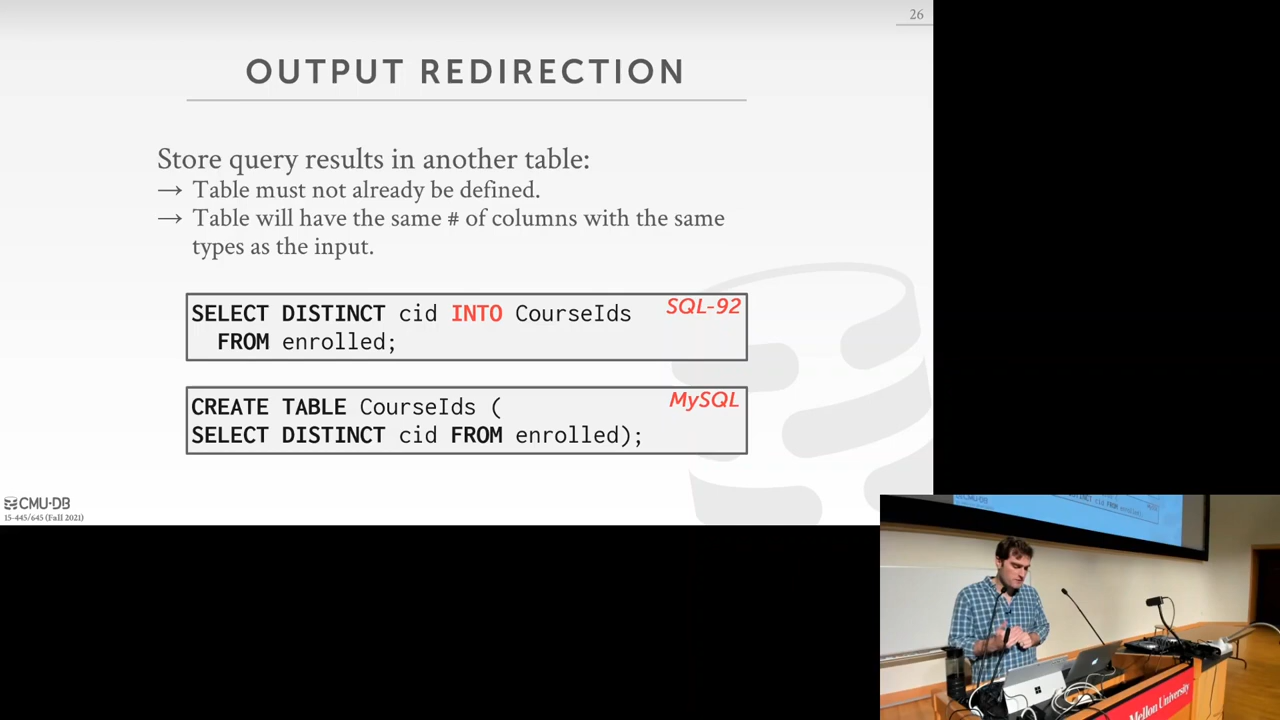 26
OUTPUT REDIRECTION
Store query results in another table:
→ Table must not already be defined.
→ Table will have the same # of columns with the same
types as the input.
SELECT DISTINCT cid INTO CourseIds
FROM enrolled;
SQL-92
CREATE TABLE CourseIds (
SELECT DISTINCT cid FROM enrolled);
MySQL
CMU·DB
15-445/645 (Fall 2021)
Mellon University